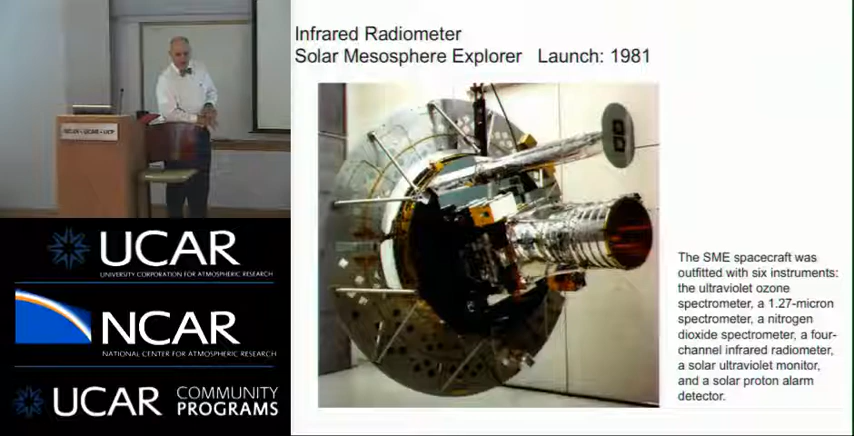 Infrared Radiometer
Solar Mesosphere Explorer Launch: 1981
UCAR
UNIVERSITY CORPORATION FOR ATMOSPHERIC RESEARCH
NCAR
NATIONAL CENTER FOR ATMOSPHERIC RESEARCH
UCAR COMMUNITY
PROGRAMS
The SME spacecraft was
outfitted with six instruments:
the ultraviolet ozone
spectrometer, a 1.27-micron
spectrometer, a nitrogen
dioxide spectrometer, a four-
channel infrared radiometer,
a solar ultraviolet monitor,
and a solar proton alarm
detector.